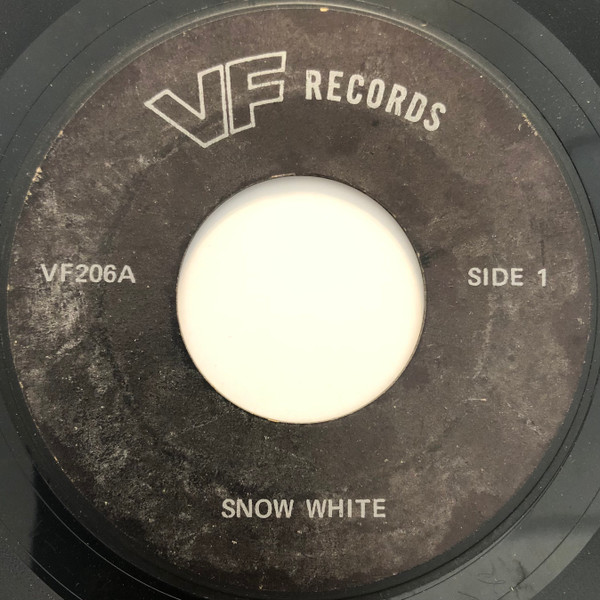 VF RECORDS
VF206A
SIDE 1
SNOW WHITE